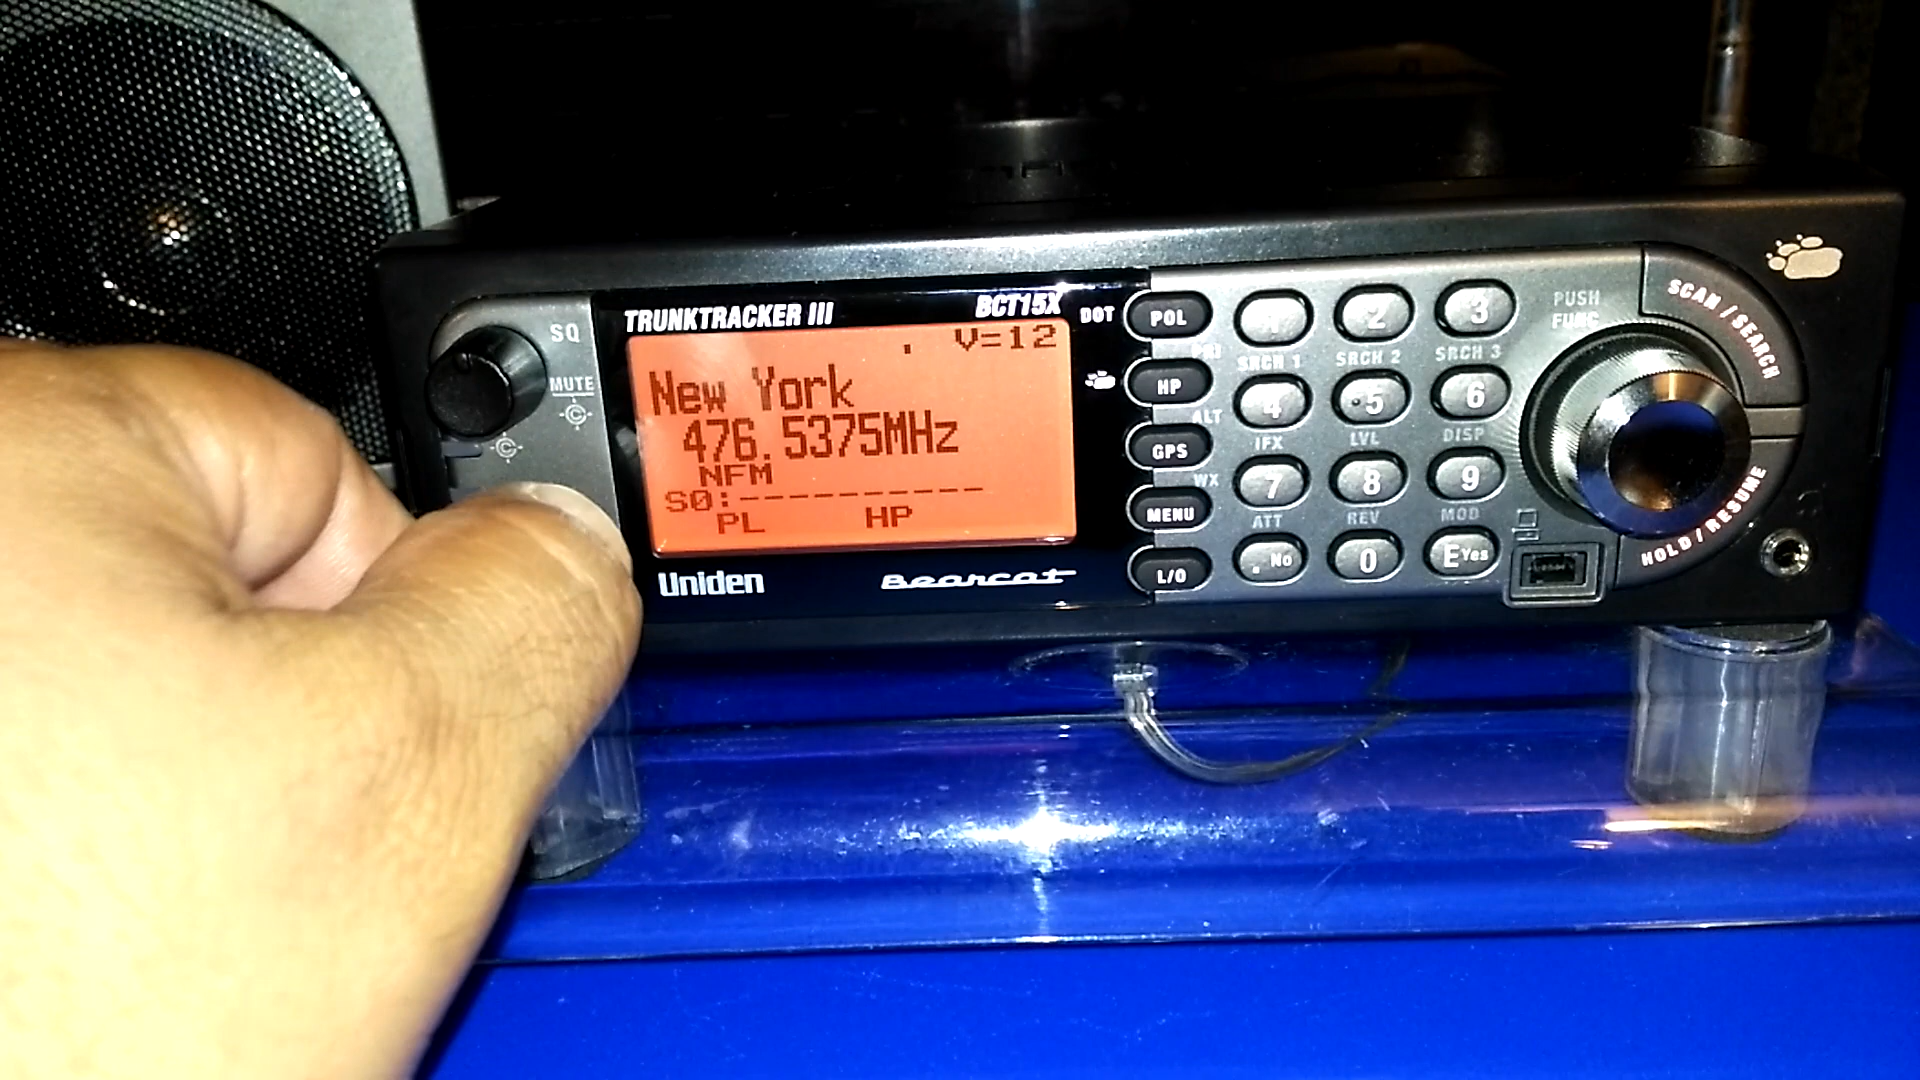 TRUNKTRACKER III
BCT15X
V=12
New York
476.5375MHz
NFM
S0:-----------
PL HP
Uniden
Bearcat
SQ
MUTE
DOT
POL
PRI
HP
ALT
GPS
WX
MENU
L/O
1 2 3
SRCH 1 SRCH 2 SRCH 3
4 5 6
IFX LVL DISP
7 8 9
ATT REV MOD
. No 0 E Yes
PUSH
FUNC
SCAN / SEARCH
HOLD / RESUME